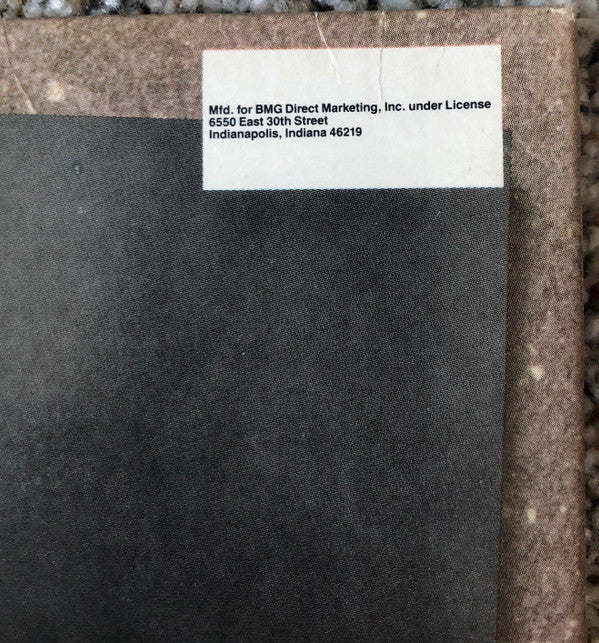 Mfd. for BMG Direct Marketing, Inc. under License
6550 East 30th Street
Indianapolis, Indiana 46219